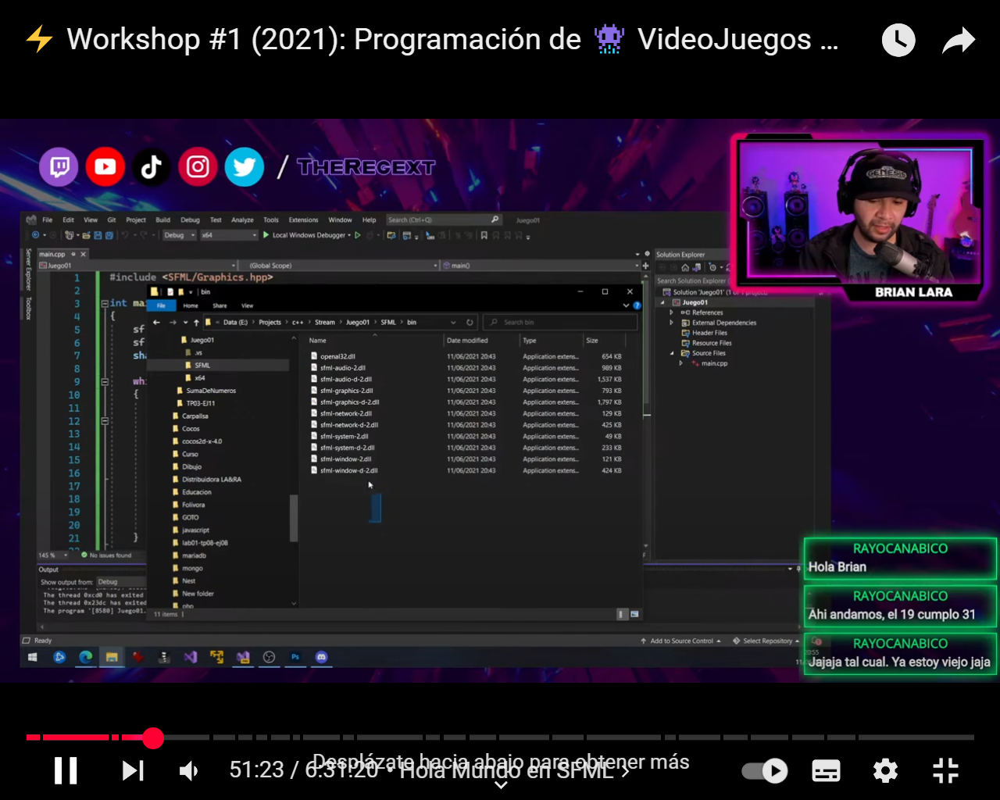 ⚡ Workshop #1 (2021): Programación de 👾 VideoJuegos ...
/ TheRegext
File Edit View Git Project Build Debug Test Analyze Tools Extensions Window Help Search (Ctrl+Q) Juego01
Debug x64 Local Windows Debugger
Server Explorer
Toolbox
main.cpp
Juego01 (Global Scope) main()
1 #include <SFML/Graphics.hpp>
2
3 int mai
4 {
5 sf
6 sf
7 sha
8
9 whi
10 {
11
12
13
14
15
16
17
18
19
20
21 }
145 % No issues found
bin
File Home Share View
Data (E:) Projects c++ Stream Juego01 SFML bin Search bin
Juego01
.vs
SFML
x64
SumaDeNumeros
TP03-EJ11
Carpallsa
Cocos
cocos2d-x-4.0
Curso
Dibujo
Distribuidora LA&RA
Educacion
Folivora
GOTO
javascript
lab01-tp08-ej08
mariadb
mongo
Nest
New folder
php
Name Date modified Type Size
openal32.dll 11/06/2021 20:43 Application extens... 654 KB
sfml-audio-2.dll 11/06/2021 20:43 Application extens... 989 KB
sfml-audio-d-2.dll 11/06/2021 20:43 Application extens... 1,537 KB
sfml-graphics-2.dll 11/06/2021 20:43 Application extens... 793 KB
sfml-graphics-d-2.dll 11/06/2021 20:43 Application extens... 1,797 KB
sfml-network-2.dll 11/06/2021 20:43 Application extens... 129 KB
sfml-network-d-2.dll 11/06/2021 20:43 Application extens... 425 KB
sfml-system-2.dll 11/06/2021 20:43 Application extens... 49 KB
sfml-system-d-2.dll 11/06/2021 20:43 Application extens... 233 KB
sfml-window-2.dll 11/06/2021 20:43 Application extens... 121 KB
sfml-window-d-2.dll 11/06/2021 20:43 Application extens... 424 KB
11 items
Solution Explorer
Search Solution Explorer
Solution 'Juego01' (1 of 1 project)
Juego01
References
External Dependencies
Header Files
Resource Files
Source Files
main.cpp
GENESIS
BRIAN LARA
Output
Show output from: Debug
The thread 0xcd0 has exited
The thread 0x23dc has exited
The program '[8580] Juego01.
Ready
Add to Source Control Select Repository
20:55
RAYOCANABICO
Hola Brian
RAYOCANABICO
Ahi andamos, el 19 cumplo 31
RAYOCANABICO
Jajaja tal cual. Ya estoy viejo jaja
Desplázate hacia abajo para obtener más
51:23 / 6:31:20 • Hola Mundo en SFML